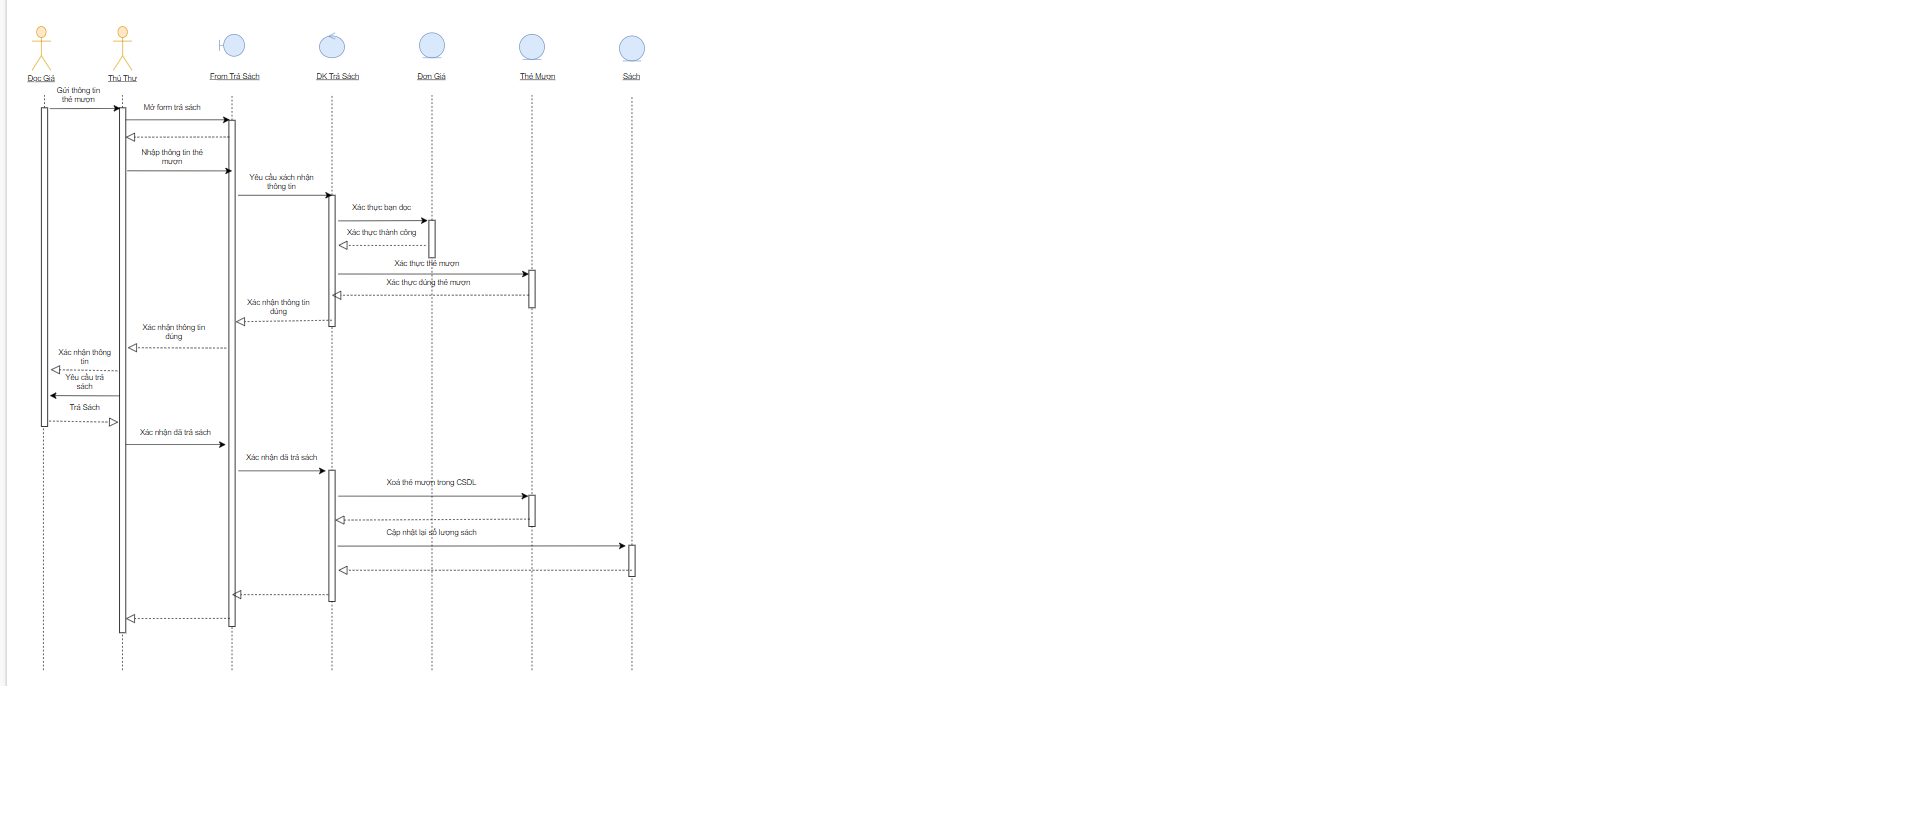 Đọc Giả
Thủ Thư
From Trả Sách
DK Trả Sách
Đơn Giả
Thẻ Mượn
Sách
Gửi thông tin
thẻ mượn
Mở form trả sách
Nhập thông tin thẻ
mượn
Yêu cầu xách nhận
thông tin
Xác thực bạn dọc
Xác thực thành công
Xác thực thẻ mượn
Xác thực đúng thẻ mượn
Xác nhận thông tin
đúng
Xác nhận thông tin
đúng
Xác nhận thông
tin
Yêu cầu trả
sách
Trả Sách
Xác nhận đã trả sách
Xác nhận đã trả sách
Xoá thẻ mượn trong CSDL
Cập nhật lại số lượng sách